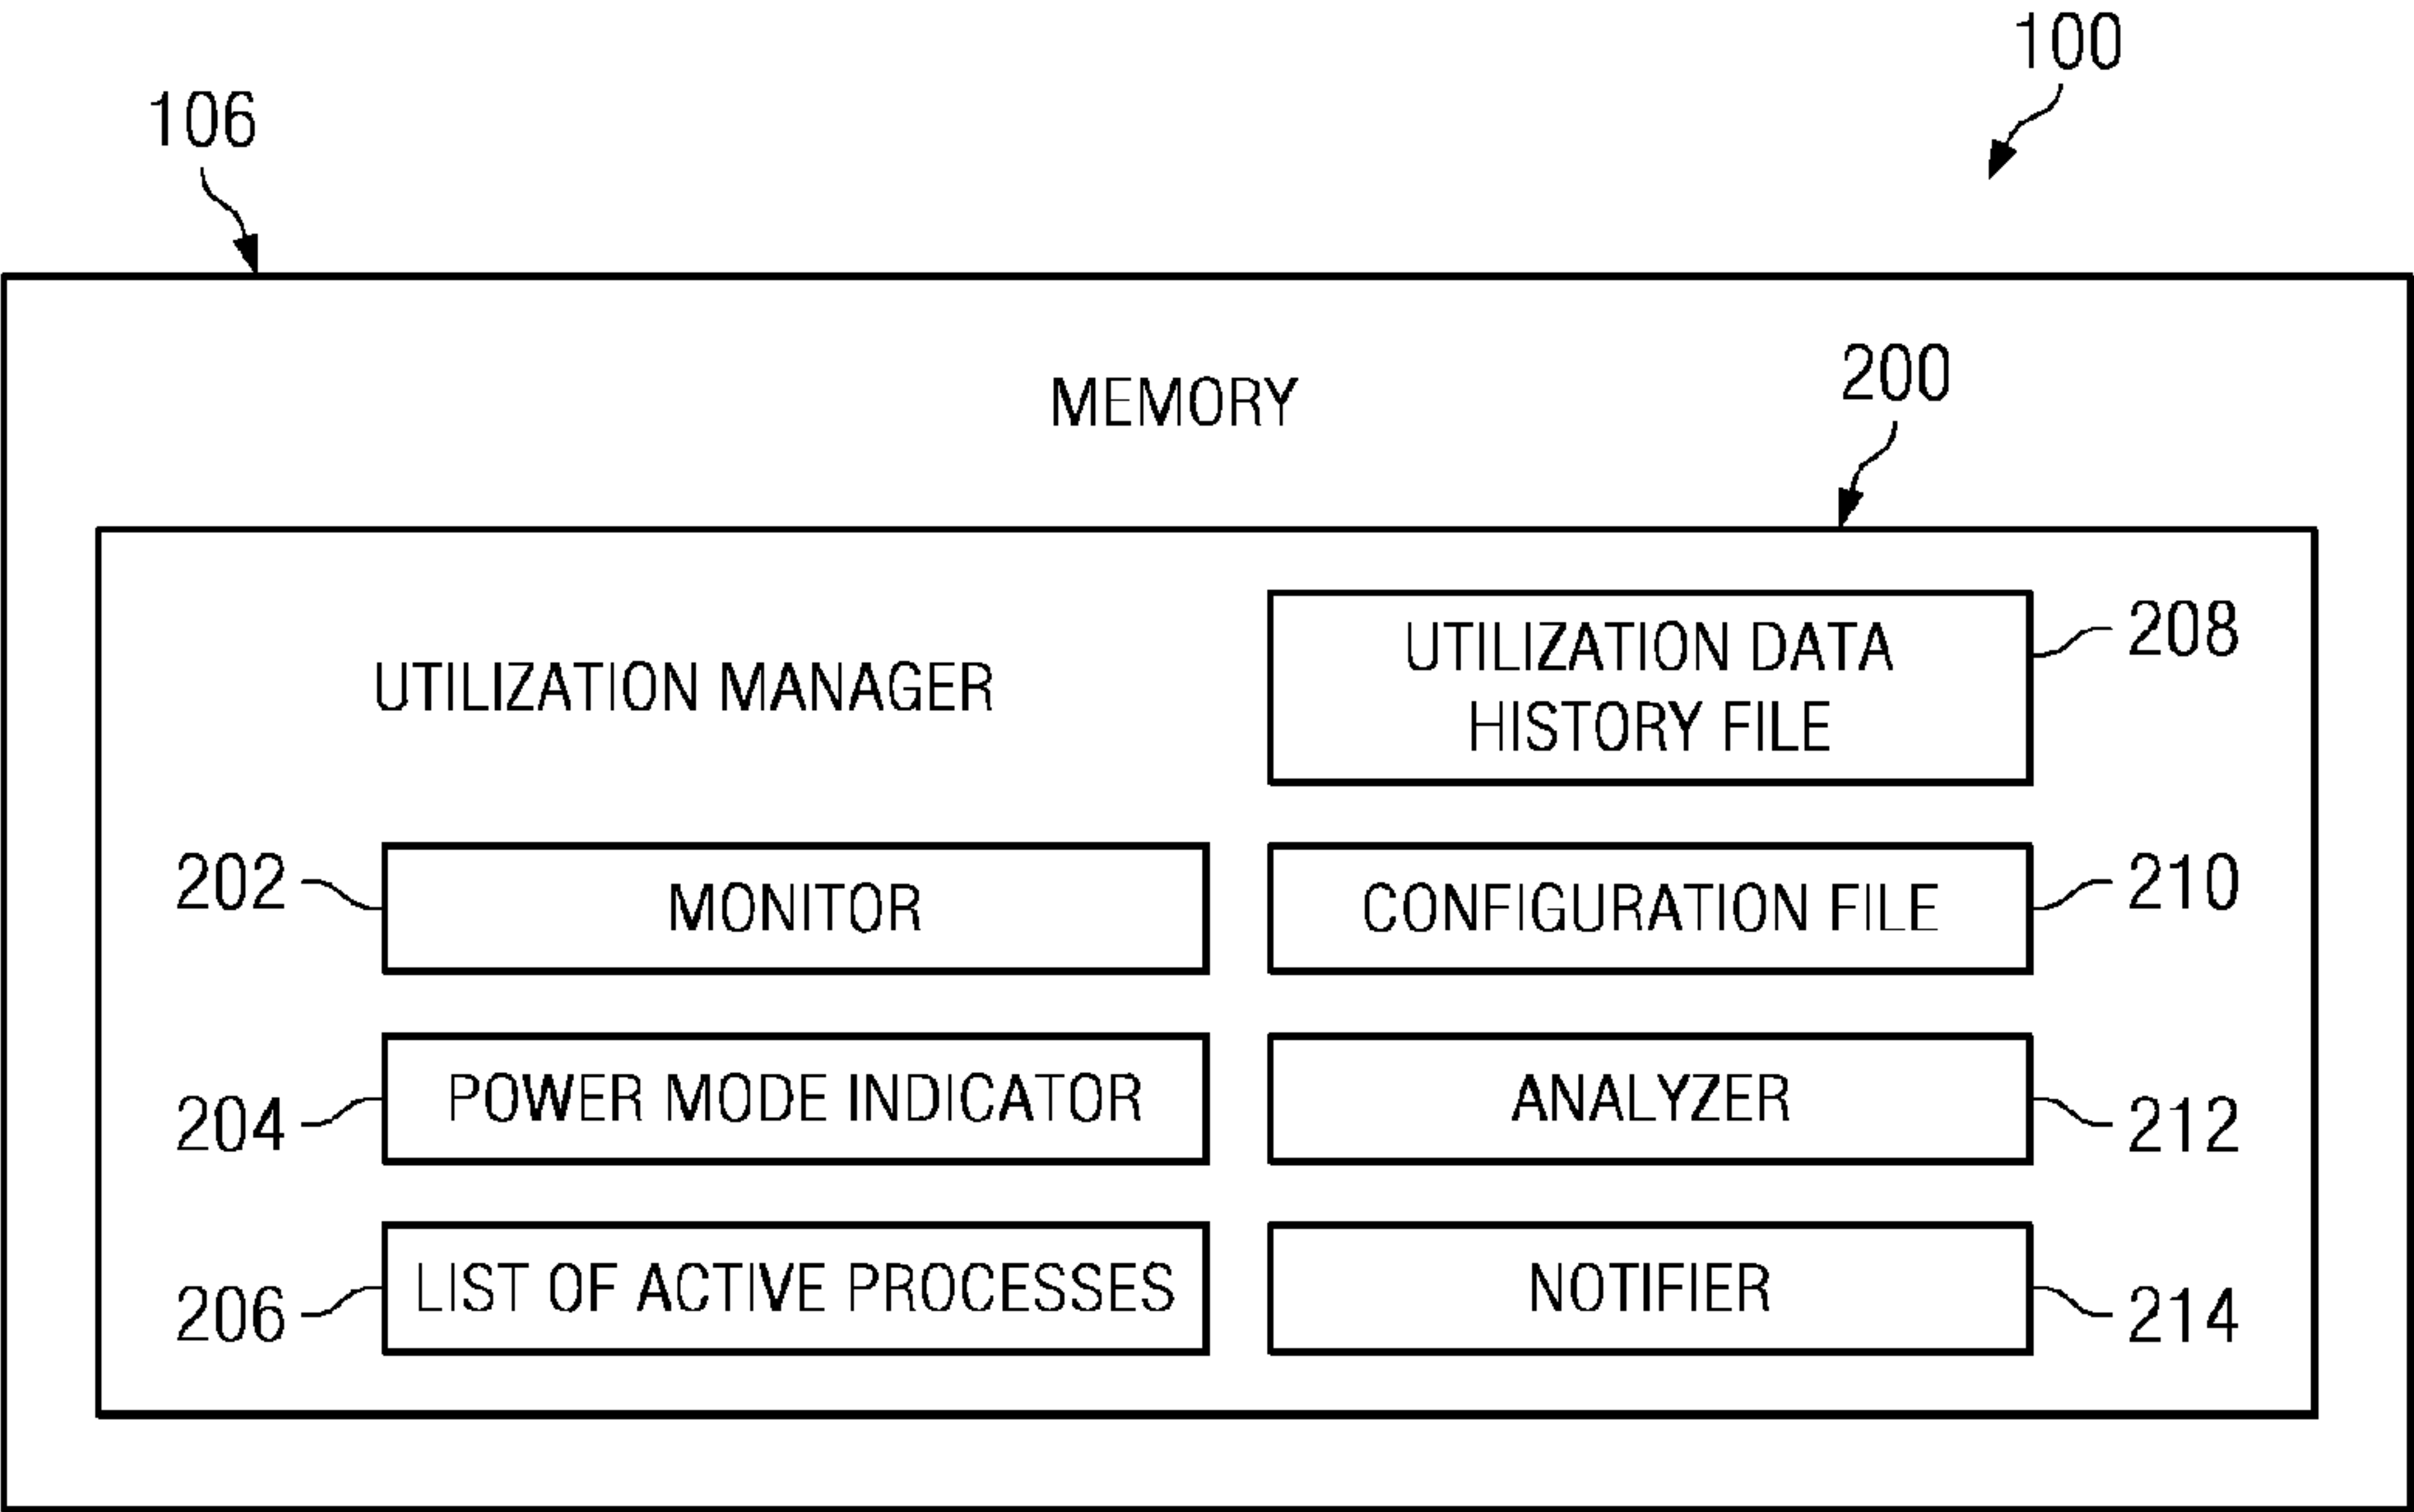 100
106
MEMORY
200
UTILIZATION MANAGER
UTILIZATION DATA
HISTORY FILE
208
202
MONITOR
CONFIGURATION FILE
210
204
POWER MODE INDICATOR
ANALYZER
212
206
LIST OF ACTIVE PROCESSES
NOTIFIER
214